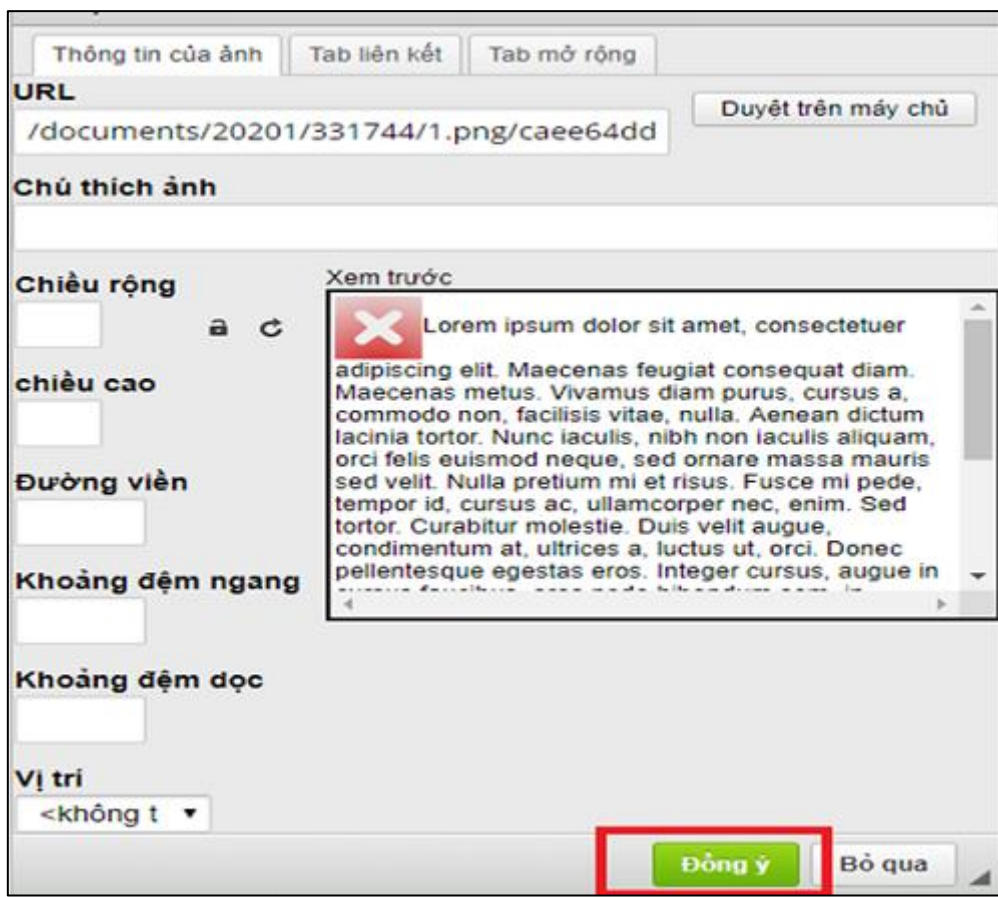 Thông tin của ảnh Tab liên kết Tab mở rộng
URL
/documents/20201/331744/1.png/caee64dd
Duyệt trên máy chủ
Chú thích ảnh
Chiều rộng
Xem trước
chiều cao
Đường viền
Khoảng đệm ngang
Khoảng đệm dọc
Vị trí
<không t
Lorem ipsum dolor sit amet, consectetuer
adipiscing elit. Maecenas feugiat consequat diam.
Maecenas metus. Vivamus diam purus, cursus a,
commodo non, facilisis vitae, nulla. Aenean dictum
lacinia tortor. Nunc iaculis, nibh non iaculis aliquam,
orci felis euismod neque, sed ornare massa mauris
sed velit. Nulla pretium mi et risus. Fusce mi pede,
tempor id, cursus ac, ullamcorper nec, enim. Sed
tortor. Curabitur molestie. Duis velit augue,
condimentum at, ultrices a, luctus ut, orci. Donec
pellentesque egestas eros. Integer cursus, augue in
Đồng ý
Bỏ qua